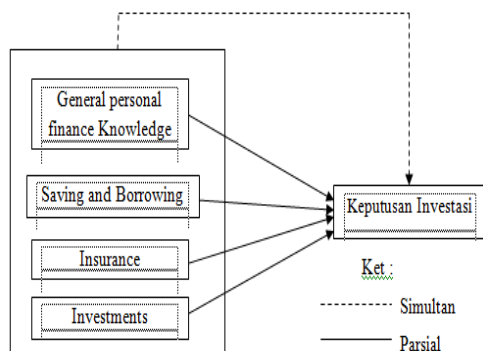 General personal
finance Knowledge
Saving and Borrowing
Insurance
Investments
Keputusan Investasi
Ket :
Simultan
Parsial